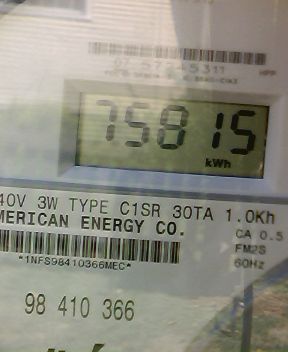 75815
kWh
40V 3W TYPE C1SR 30TA 1.0Kh
MERICAN ENERGY CO.
CA 0.5
FM2S
*1NFS98410366MEC*
60Hz
98 410 366